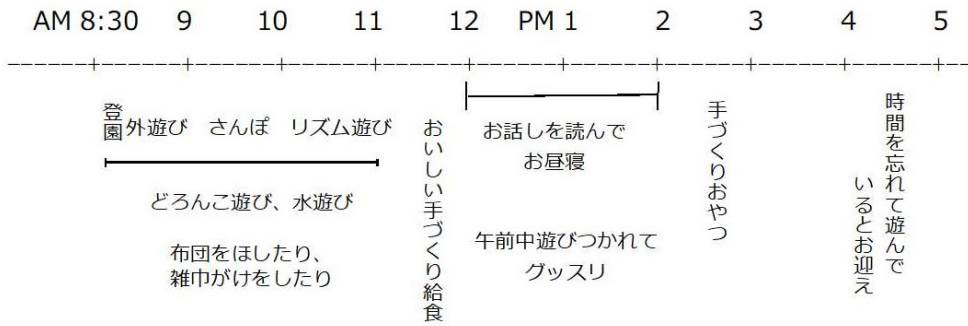 AM 8:30 9 10 11 12 PM 1 2 3 4 5
登園
外遊び さんぽ リズム遊び
どろんこ遊び、水遊び
布団をほしたり、
雑巾がけをしたり
おいしい手づくり給食
お話しを読んで
お昼寝
午前中遊びつかれて
グッスリ
手づくりおやつ
時間を忘れて遊んで
いるとお迎え